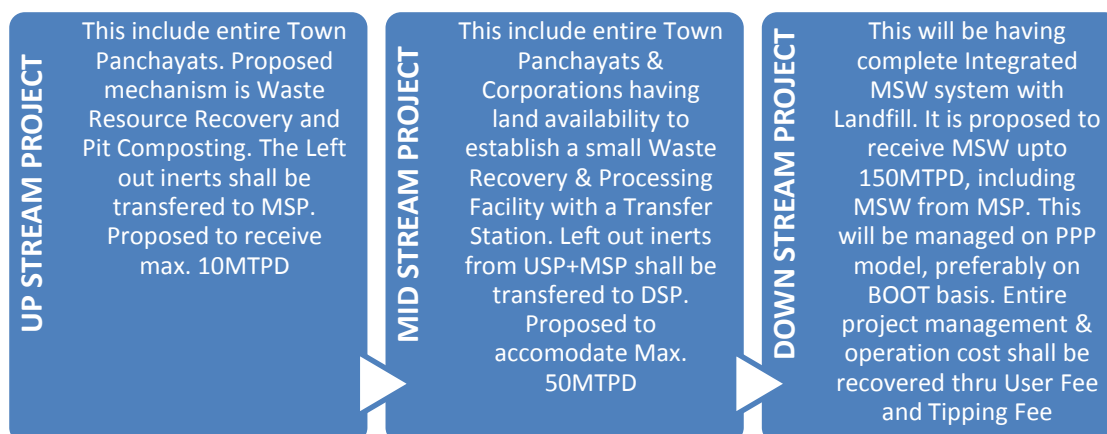 UP STREAM PROJECT
This include entire Town
Panchayats. Proposed
mechanism is Waste
Resource Recovery and
Pit Composting. The Left
out inerts shall be
transfered to MSP.
Proposed to receive
max. 10MTPD
MID STREAM PROJECT
This include entire Town
Panchayats &
Corporations having
land availability to
establish a small Waste
Recovery & Processing
Facility with a Transfer
Station. Left out inerts
from USP+MSP shall be
transfered to DSP.
Proposed to
accomodate Max.
50MTPD
DOWN STREAM PROJECT
This will be having
complete Integrated
MSW system with
Landfill. It is proposed to
receive MSW upto
150MTPD, including
MSW from MSP. This
will be managed on PPP
model, preferably on
BOOT basis. Entire
project management &
operation cost shall be
recovered thru User Fee
and Tipping Fee